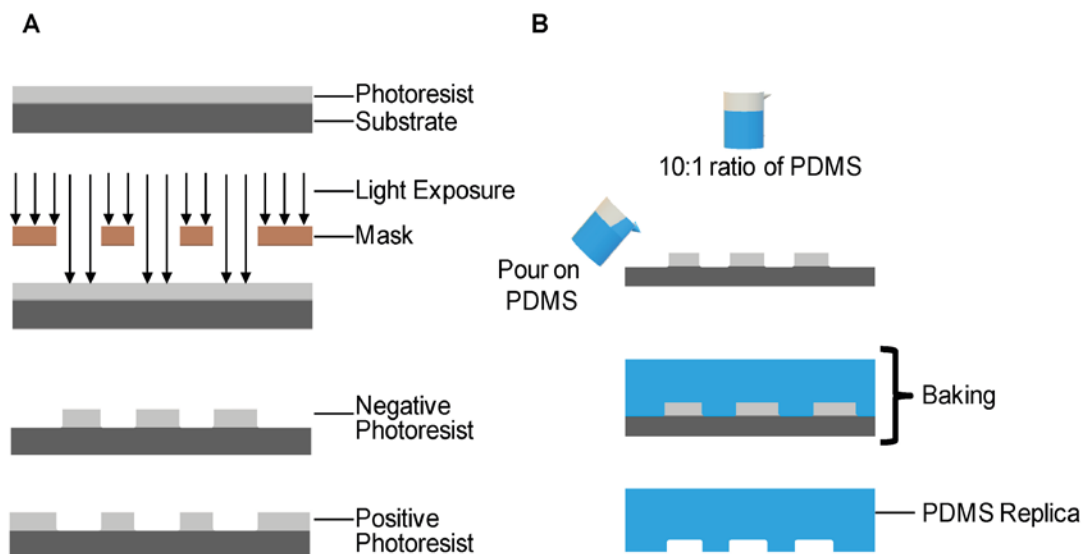 A
Photoresist
Substrate
Light Exposure
Mask
Negative
Photoresist
Positive
Photoresist
B
10:1 ratio of PDMS
Pour on
PDMS
Baking
PDMS Replica